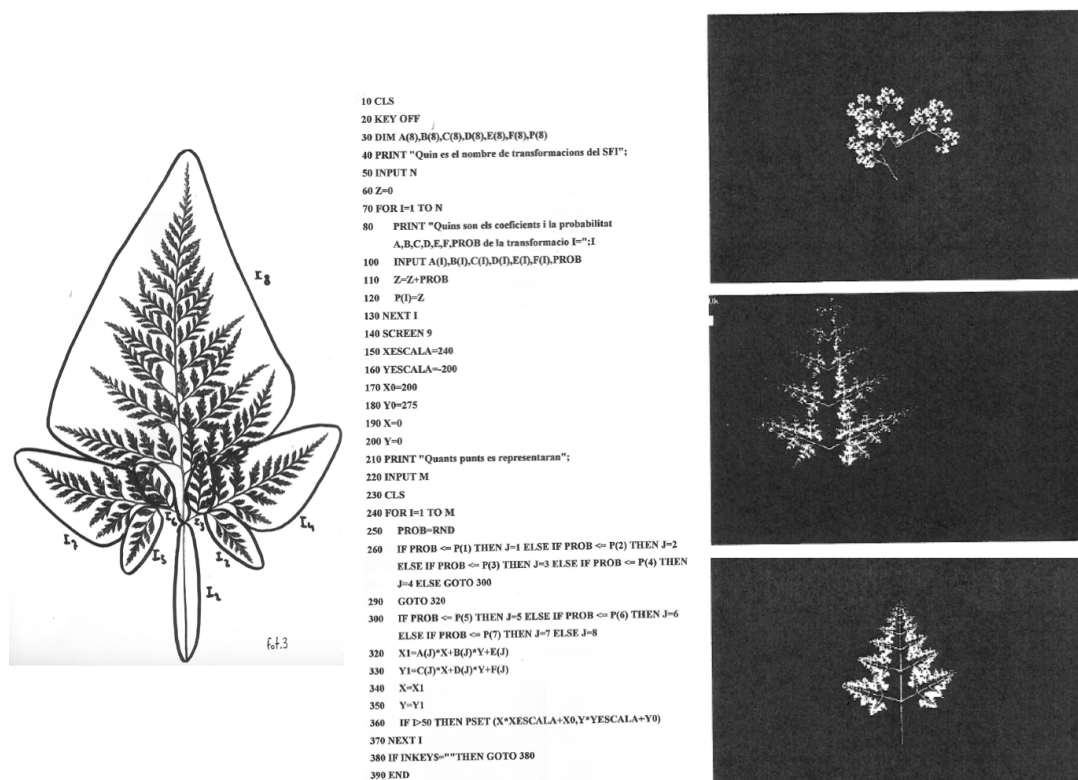 I8
I7
I5
I6
I3
I2
I4
I1
fot.3
10 CLS
20 KEY OFF
30 DIM A(8),B(8),C(8),D(8),E(8),F(8),P(8)
40 PRINT "Quin es el nombre de transformacions del SFI";
50 INPUT N
60 Z=0
70 FOR I=1 TO N
80 PRINT "Quins son els coeficients i la probabilitat
A,B,C,D,E,F,PROB de la transformacio I=";I
100 INPUT A(I),B(I),C(I),D(I),E(I),F(I),PROB
110 Z=Z+PROB
120 P(I)=Z
130 NEXT I
140 SCREEN 9
150 XESCALA=240
160 YESCALA=-200
170 X0=200
180 Y0=275
190 X=0
200 Y=0
210 PRINT "Quants punts es representaran";
220 INPUT M
230 CLS
240 FOR I=1 TO M
250 PROB=RND
260 IF PROB <= P(1) THEN J=1 ELSE IF PROB <= P(2) THEN J=2
ELSE IF PROB <= P(3) THEN J=3 ELSE IF PROB <= P(4) THEN
J=4 ELSE GOTO 300
290 GOTO 320
300 IF PROB <= P(5) THEN J=5 ELSE IF PROB <= P(6) THEN J=6
ELSE IF PROB <= P(7) THEN J=7 ELSE J=8
320 X1=A(J)*X+B(J)*Y+E(J)
330 Y1=C(J)*X+D(J)*Y+F(J)
340 X=X1
350 Y=Y1
360 IF I>50 THEN PSET (X*XESCALA+X0,Y*YESCALA+Y0)
370 NEXT I
380 IF INKEY$=""THEN GOTO 380
390 END